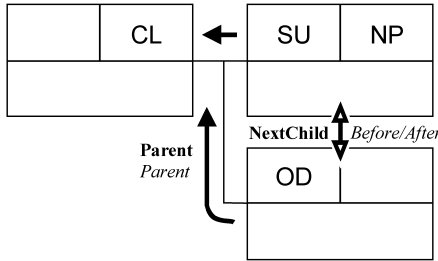 CL SU NP
NextChild Before/After
Parent
Parent
OD